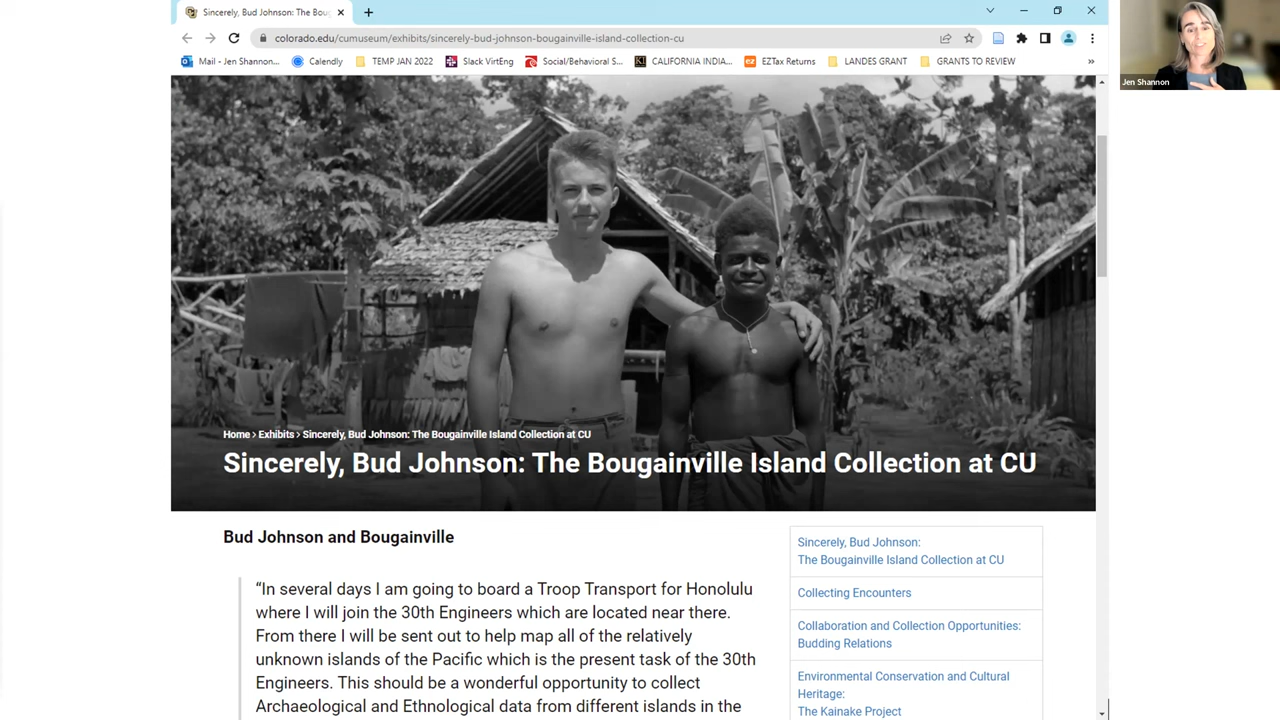 Sincerely, Bud Johnson: The Boug
colorado.edu/cumuseum/exhibits/sincerely-bud-johnson-bougainville-island-collection-cu
Mail - Jen Shannon...
Calendly
TEMP JAN 2022
Slack VirtEng
Social/Behavioral S...
CALIFORNIA INDIA...
EZTax Returns
LANDES GRANT
GRANTS TO REVIEW
»
Jen Shannon
Home > Exhibits > Sincerely, Bud Johnson: The Bougainville Island Collection at CU
Sincerely, Bud Johnson: The Bougainville Island Collection at CU
Bud Johnson and Bougainville
“In several days I am going to board a Troop Transport for Honolulu
where I will join the 30th Engineers which are located near there.
From there I will be sent out to help map all of the relatively
unknown islands of the Pacific which is the present task of the 30th
Engineers. This should be a wonderful opportunity to collect
Archaeological and Ethnological data from different islands in the
Sincerely, Bud Johnson:
The Bougainville Island Collection at CU
Collecting Encounters
Collaboration and Collection Opportunities:
Budding Relations
Environmental Conservation and Cultural
Heritage:
The Kainake Project